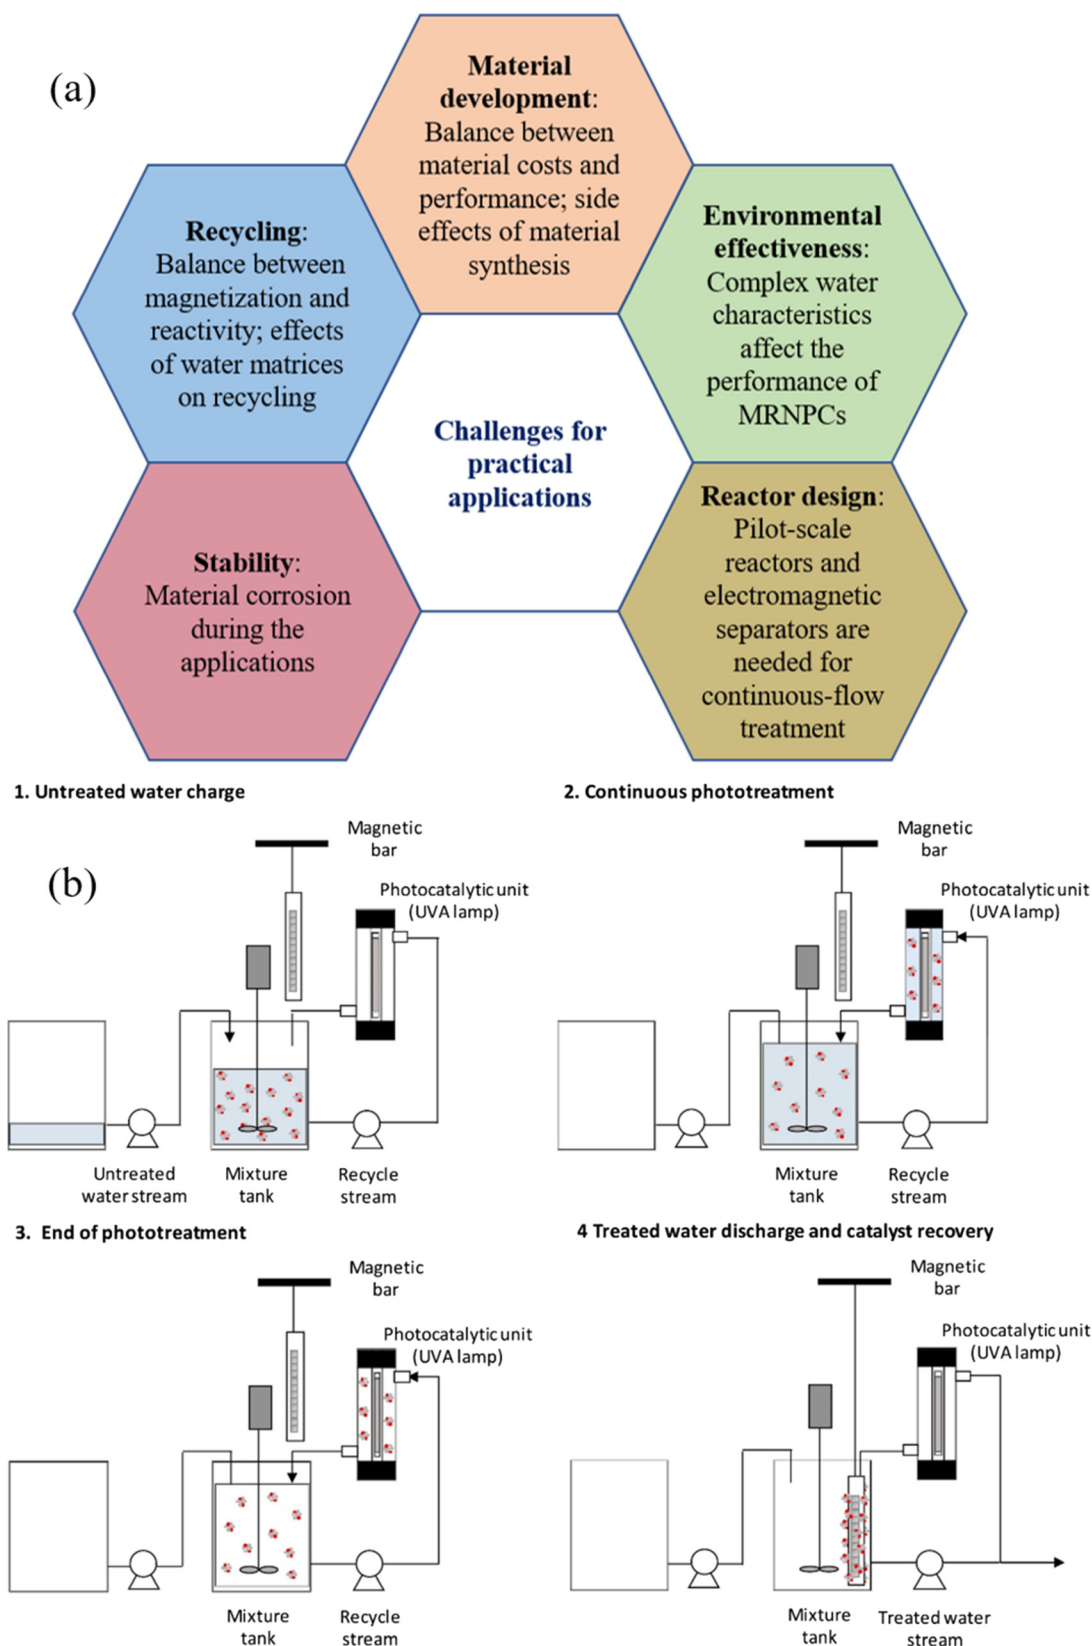 (a)
Material
development:
Balance between
material costs and
performance; side
effects of material
synthesis
Recycling:
Balance between
magnetization and
reactivity; effects
of water matrices
on recycling
Environmental
effectiveness:
Complex water
characteristics
affect the
performance of
MRNPCs
Challenges for
practical
applications
Stability:
Material corrosion
during the
applications
Reactor design:
Pilot-scale
reactors and
electromagnetic
separators are
needed for
continuous-flow
treatment
(b)
1. Untreated water charge
Magnetic
bar
Photocatalytic unit
(UVA lamp)
Untreated
water stream
Mixture
tank
Recycle
stream
2. Continuous phototreatment
Magnetic
bar
Photocatalytic unit
(UVA lamp)
Mixture
tank
Recycle
stream
3. End of phototreatment
Magnetic
bar
Photocatalytic unit
(UVA lamp)
Mixture
tank
Recycle
stream
4 Treated water discharge and catalyst recovery
Magnetic
bar
Photocatalytic unit
(UVA lamp)
Mixture
tank
Treated water
stream